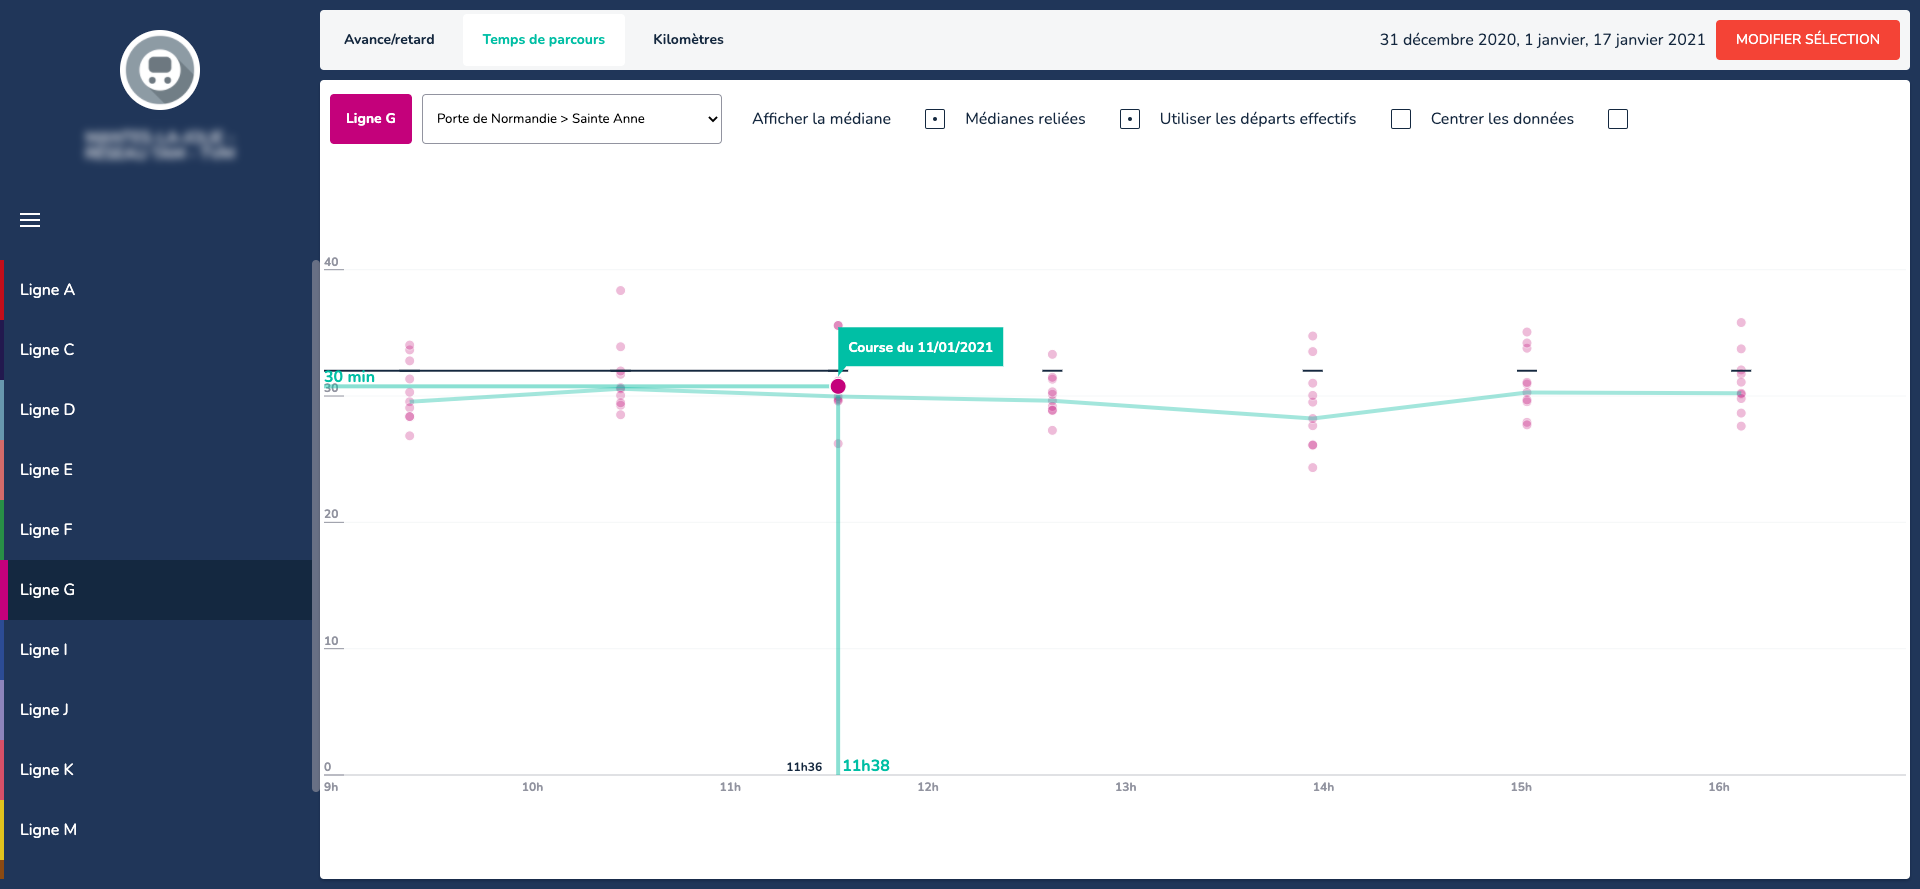 Avance/retard
Temps de parcours
Kilomètres
31 décembre 2020, 1 janvier, 17 janvier 2021
MODIFIER SÉLECTION
Ligne G
Porte de Normandie > Sainte Anne
Afficher la médiane
Médianes reliées
Utiliser les départs effectifs
Centrer les données
Ligne A
Ligne C
Ligne D
Ligne E
Ligne F
Ligne G
Ligne I
Ligne J
Ligne K
Ligne M
40
Course du 11/01/2021
30 min
30
20
10
0
11h36
11h38
9h
10h
11h
12h
13h
14h
15h
16h